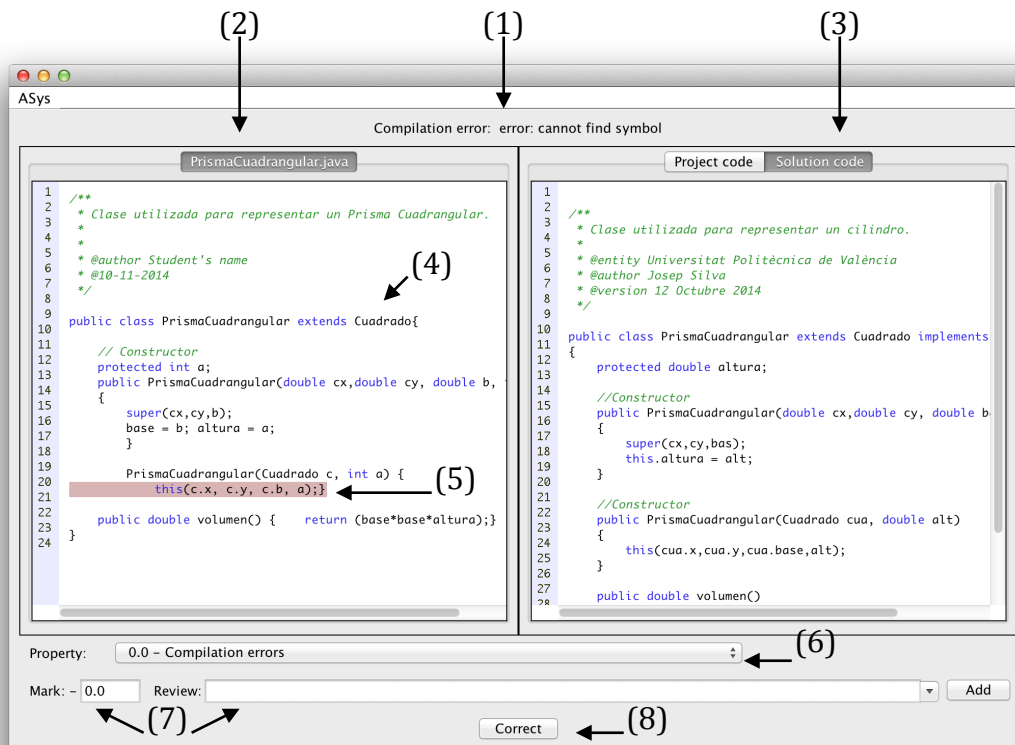 (2) (1) (3)
ASys
Compilation error: error: cannot find symbol
PrismaCuadrangular.java
1
2 /**
3 * Clase utilizada para representar un Prisma Cuadrangular.
4 *
5 *
6 * @author Student's name
7 * @10-11-2014
8 */
9
10 public class PrismaCuadrangular extends Cuadrado{
11
12 // Constructor
13 protected int a;
14 public PrismaCuadrangular(double cx,double cy, double b,
15 {
16 super(cx,cy,b);
17 base = b; altura = a;
18 }
19
20 PrismaCuadrangular(Cuadrado c, int a) {
21 this(c.x, c.y, c.b, a);}
22
23 public double volumen() { return (base*base*altura);}
24 }
(4)
(5)
Project code Solution code
1
2
3 /**
4 * Clase utilizada para representar un cilindro.
5 *
6 * @entity Universitat Politècnica de València
7 * @author Josep Silva
8 * @version 12 Octubre 2014
9 */
10
11 public class PrismaCuadrangular extends Cuadrado implements
12 {
13 protected double altura;
14
15 //Constructor
16 public PrismaCuadrangular(double cx,double cy, double b
17 {
18 super(cx,cy,bas);
19 this.altura = alt;
20 }
21
22 //Constructor
23 public PrismaCuadrangular(Cuadrado cua, double alt)
24 {
25 this(cua.x,cua.y,cua.base,alt);
26 }
27
28 public double volumen()
Property: 0.0 – Compilation errors
(6)
Mark: – 0.0 Review: Add
(7)
Correct
(8)